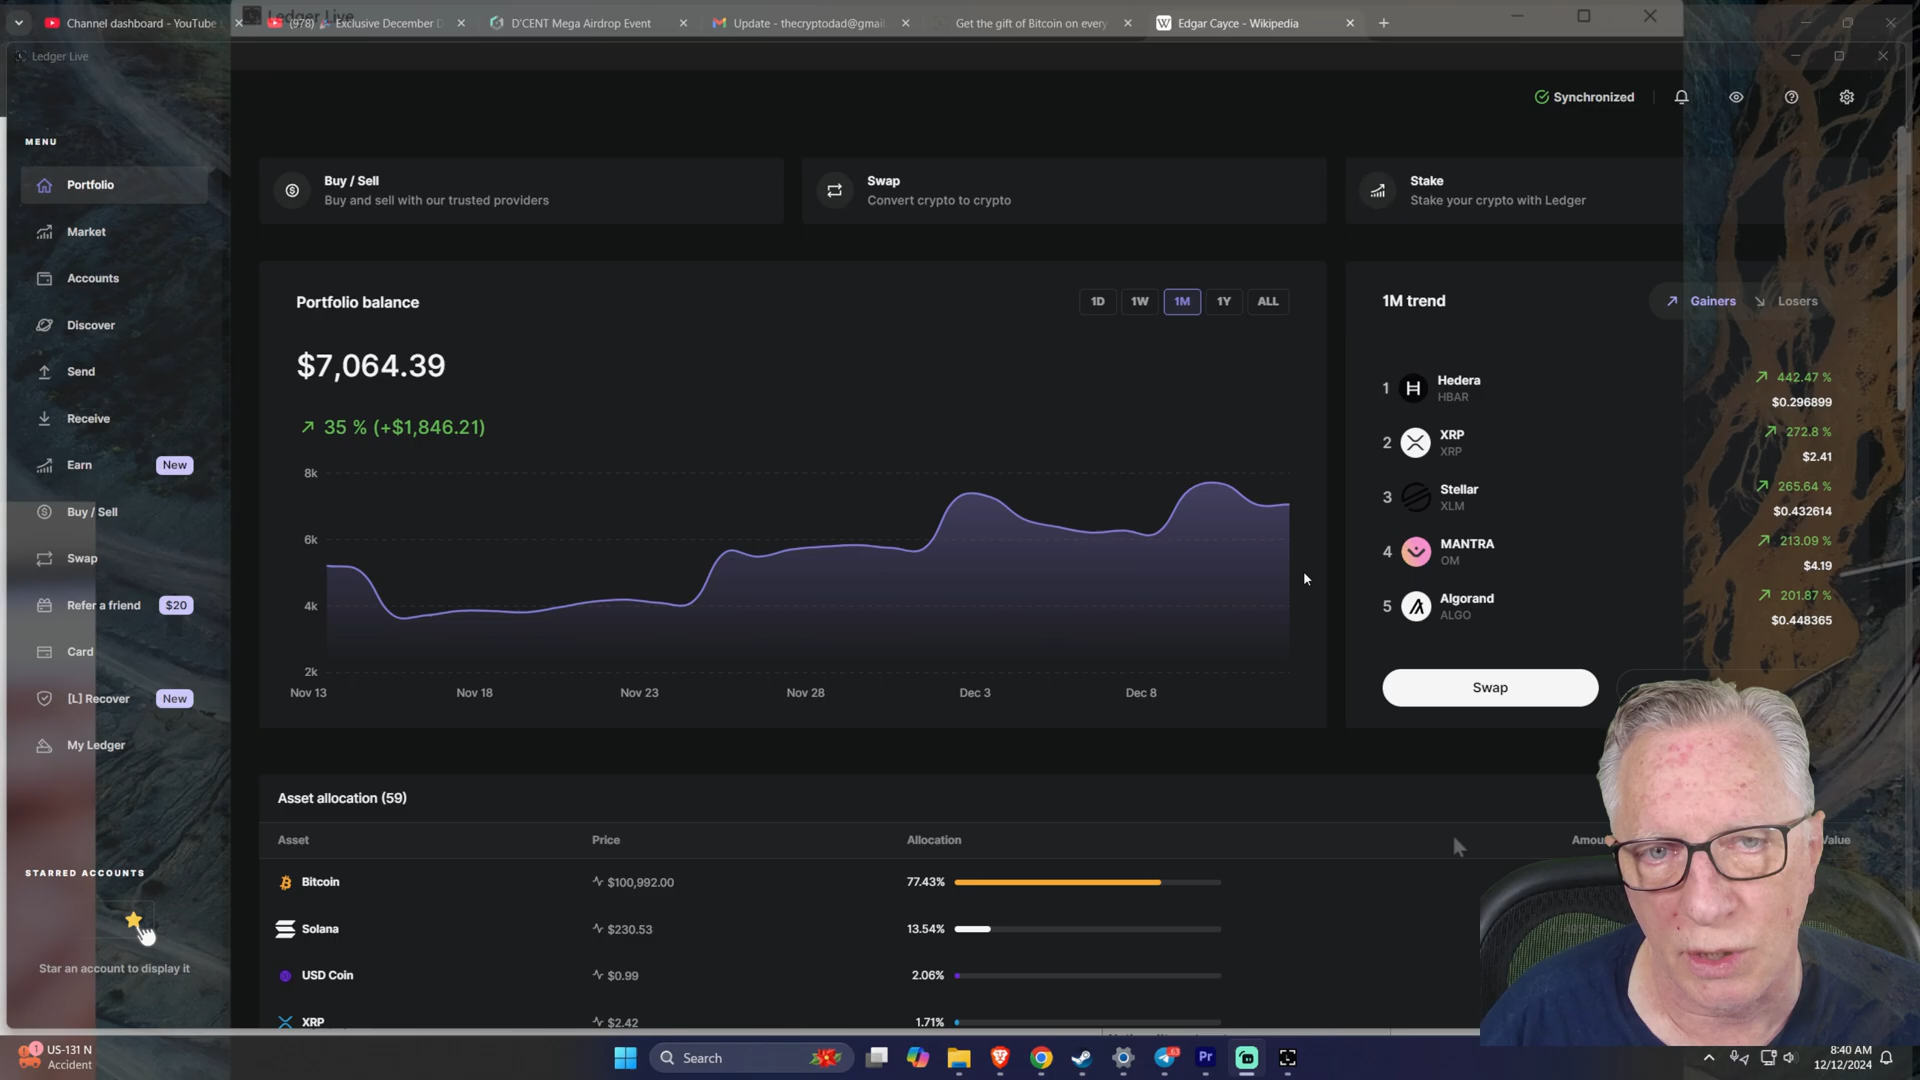 Channel dashboard - YouTube
(978) 🎉 Exclusive December D
D'CENT Mega Airdrop Event
Update - thecryptodad@gmail
Get the gift of Bitcoin on every
Edgar Cayce - Wikipedia
Ledger Live
Ledger Live
Synchronized
MENU
Portfolio
Market
Accounts
Discover
Send
Receive
Earn New
Buy / Sell
Swap
Refer a friend $20
Card
[L] Recover New
My Ledger
STARRED ACCOUNTS
Star an account to display it
Buy / Sell
Buy and sell with our trusted providers
Swap
Convert crypto to crypto
Stake
Stake your crypto with Ledger
Portfolio balance
1D 1W 1M 1Y ALL
$7,064.39
35 % (+$1,846.21)
8k
6k
4k
2k
Nov 13 Nov 18 Nov 23 Nov 28 Dec 3 Dec 8
1M trend
Gainers Losers
1 Hedera 442.47 %
HBAR $0.296899
2 XRP 272.8 %
XRP $2.41
3 Stellar 265.64 %
XLM $0.432614
4 MANTRA 213.09 %
OM $4.19
5 Algorand 201.87 %
ALGO $0.448365
Swap
Asset allocation (59)
Asset Price Allocation Value
Bitcoin $100,992.00 77.43%
Solana $230.53 13.54%
USD Coin $0.99 2.06%
XRP $2.42 1.71%
1 US-131 N
Accident
Search
63
Pr
8:40 AM
12/12/2024